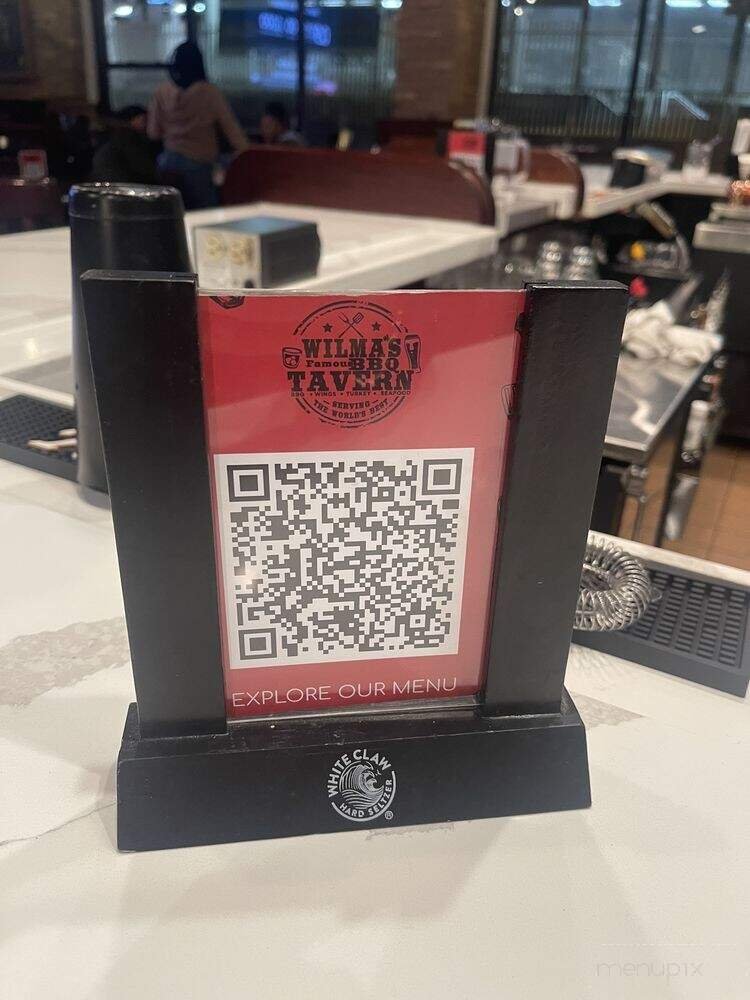 WILMA'S
Famous BBQ
TAVERN
BBQ • WINGS • TURKEY • SEAFOOD
SERVING
THE WORLD'S BEST
EXPLORE OUR MENU
WHITE CLAW
HARD SELTZER
®
menupix